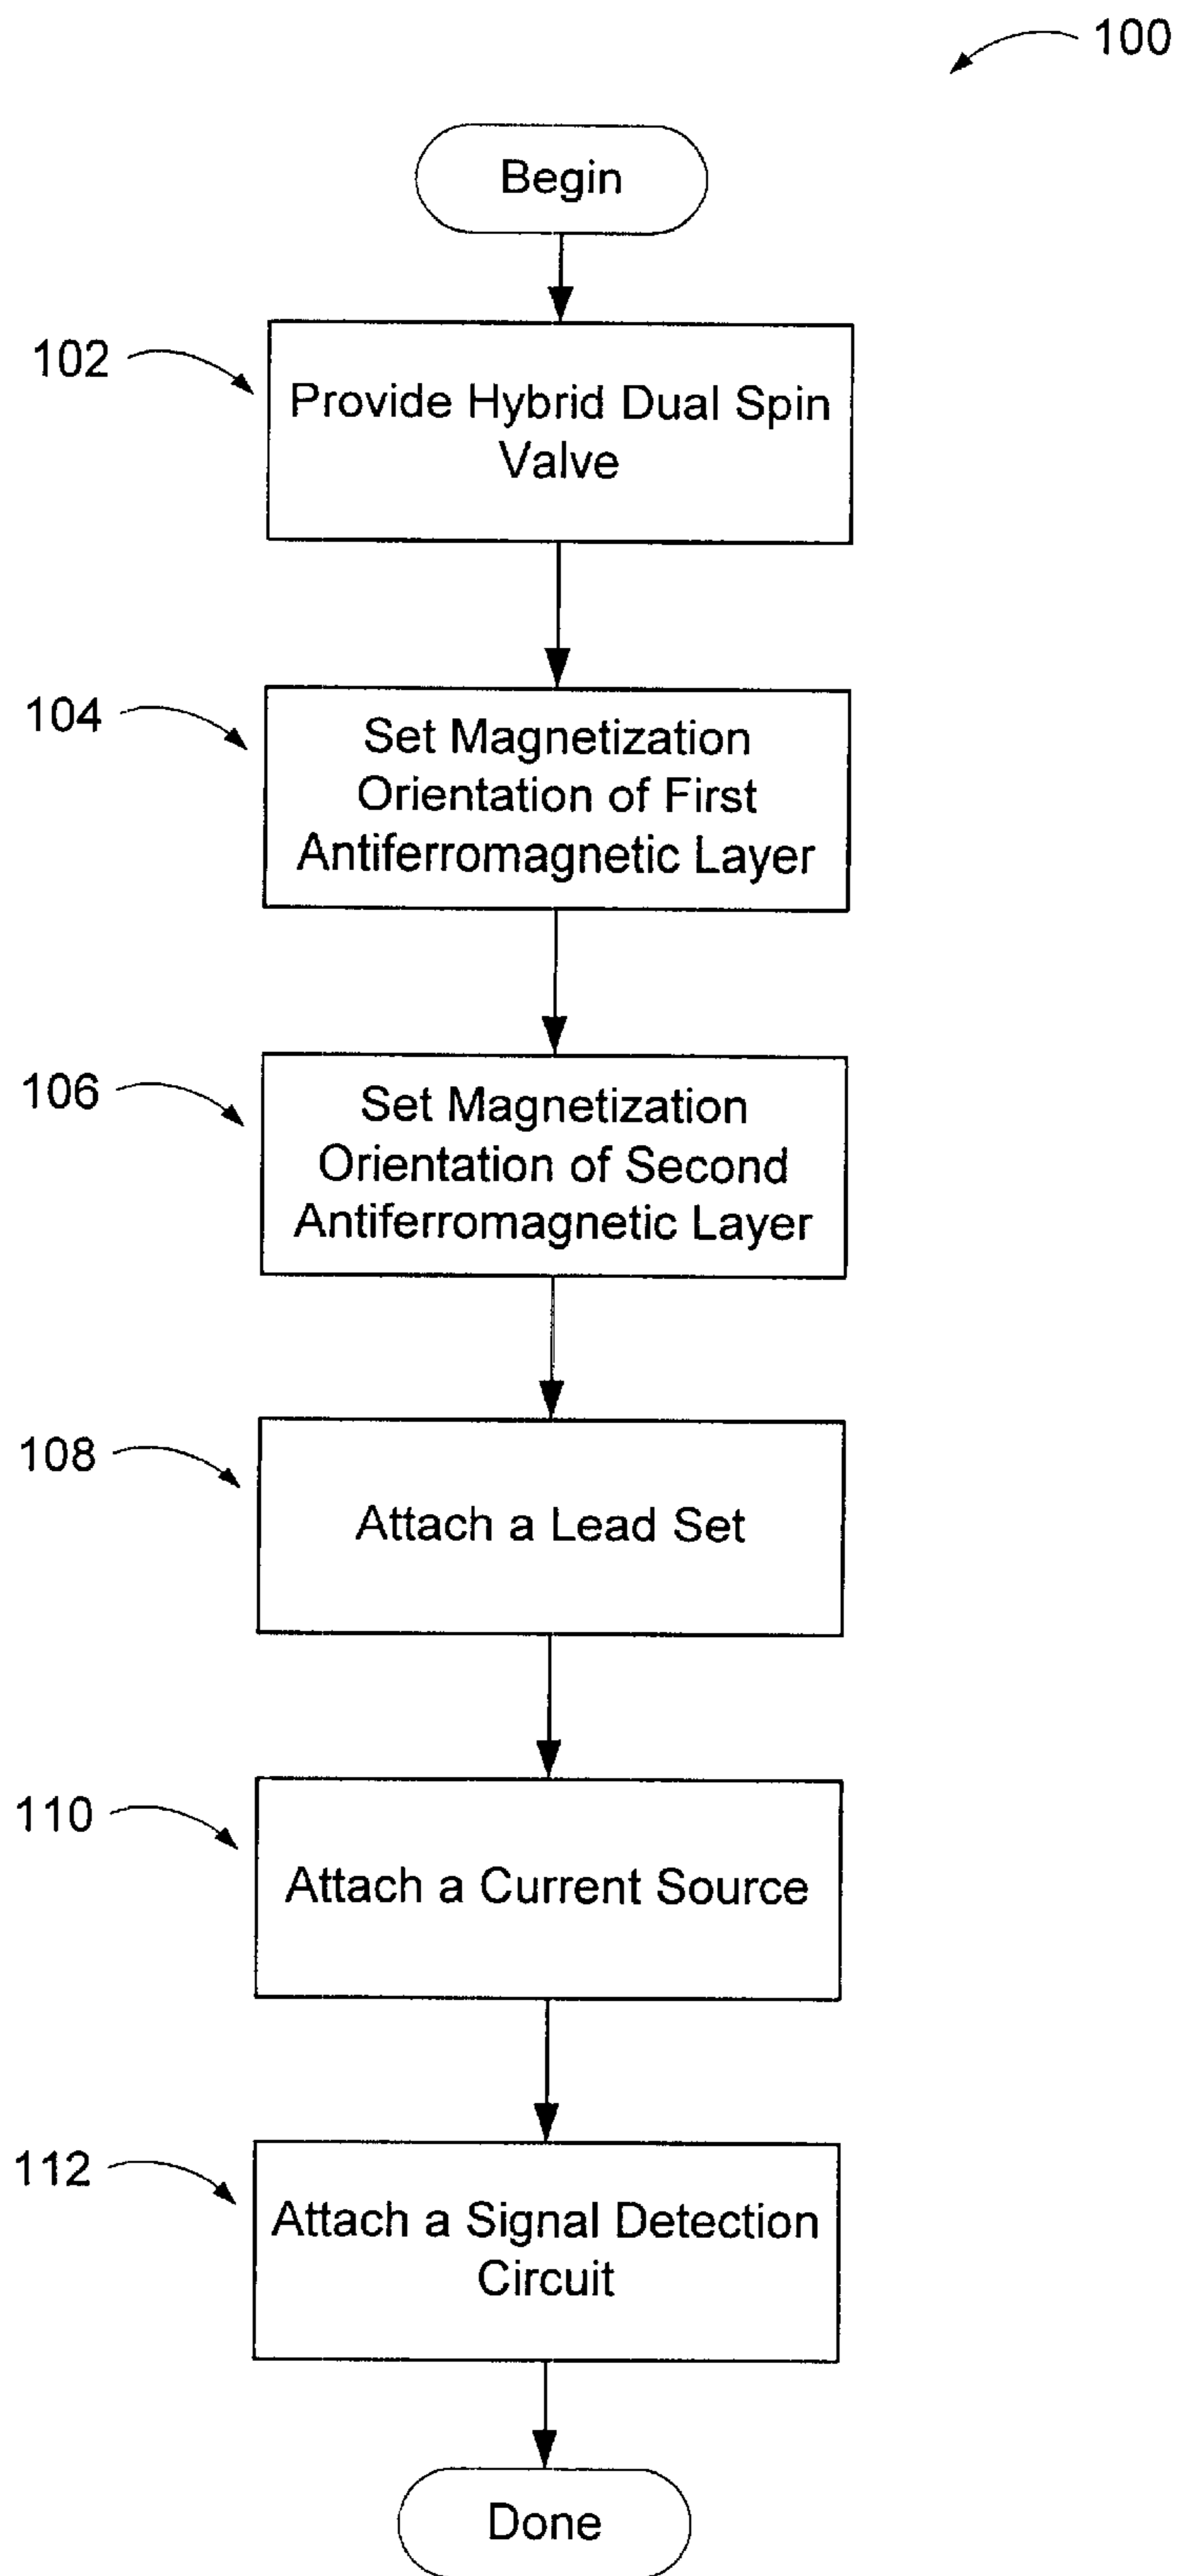 100
Begin
102
Provide Hybrid Dual Spin
Valve
104
Set Magnetization
Orientation of First
Antiferromagnetic Layer
106
Set Magnetization
Orientation of Second
Antiferromagnetic Layer
108
Attach a Lead Set
110
Attach a Current Source
112
Attach a Signal Detection
Circuit
Done